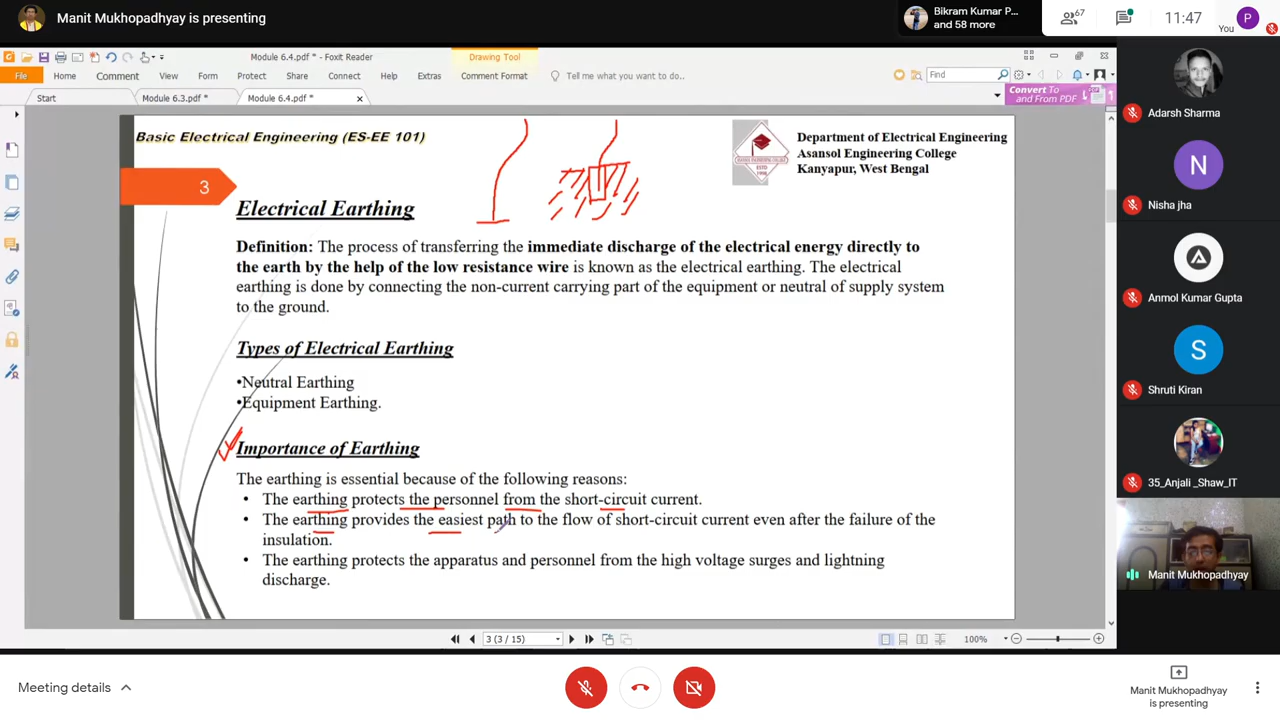 Manit Mukhopadhyay is presenting
Bikram Kumar P...
and 58 more
67
11:47
You
P
Module 6.4.pdf * - Foxit Reader
Drawing Tool
File
Home
Comment
View
Form
Protect
Share
Connect
Help
Extras
Comment Format
Tell me what you want to do..
Find
Start
Module 6.3.pdf *
Module 6.4.pdf *
Convert To
and From PDF
Basic Electrical Engineering (ES-EE 101)
Department of Electrical Engineering
Asansol Engineering College
Kanyapur, West Bengal
3
Electrical Earthing
Definition: The process of transferring the immediate discharge of the electrical energy directly to
the earth by the help of the low resistance wire is known as the electrical earthing. The electrical
earthing is done by connecting the non-current carrying part of the equipment or neutral of supply system
to the ground.
Types of Electrical Earthing
•Neutral Earthing
•Equipment Earthing.
Importance of Earthing
The earthing is essential because of the following reasons:
• The earthing protects the personnel from the short-circuit current.
• The earthing provides the easiest path to the flow of short-circuit current even after the failure of the
insulation.
• The earthing protects the apparatus and personnel from the high voltage surges and lightning
discharge.
3 (3 / 15)
100%
Adarsh Sharma
N
Nisha jha
Anmol Kumar Gupta
S
Shruti Kiran
35_Anjali _Shaw_IT
Manit Mukhopadhyay
Meeting details
Manit Mukhopadhyay
is presenting